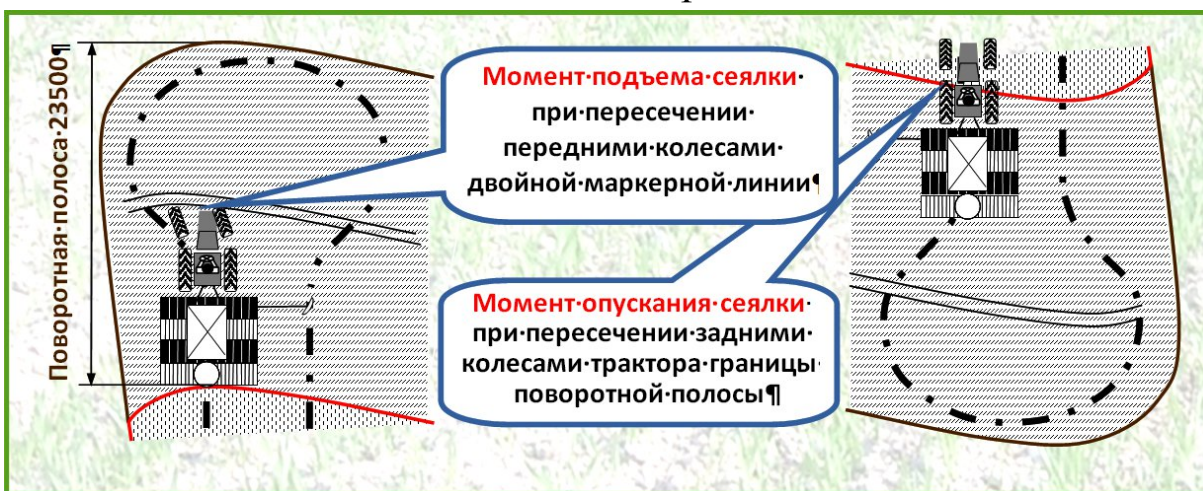 Поворотная·полоса·23500¶
Момент·подъема·сеялки·
при·пересечении·
передними·колесами·
двойной·маркерной·линии¶
Момент·опускания·сеялки·
при·пересечении·задними·
колесами·трактора·границы·
поворотной·полосы¶